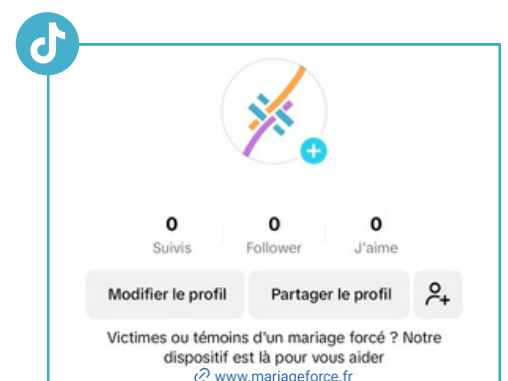 0 0 0
Suivis Follower J'aime
Modifier le profil Partager le profil
Victimes ou témoins d'un mariage forcé ? Notre
dispositif est là pour vous aider
www.mariageforce.fr